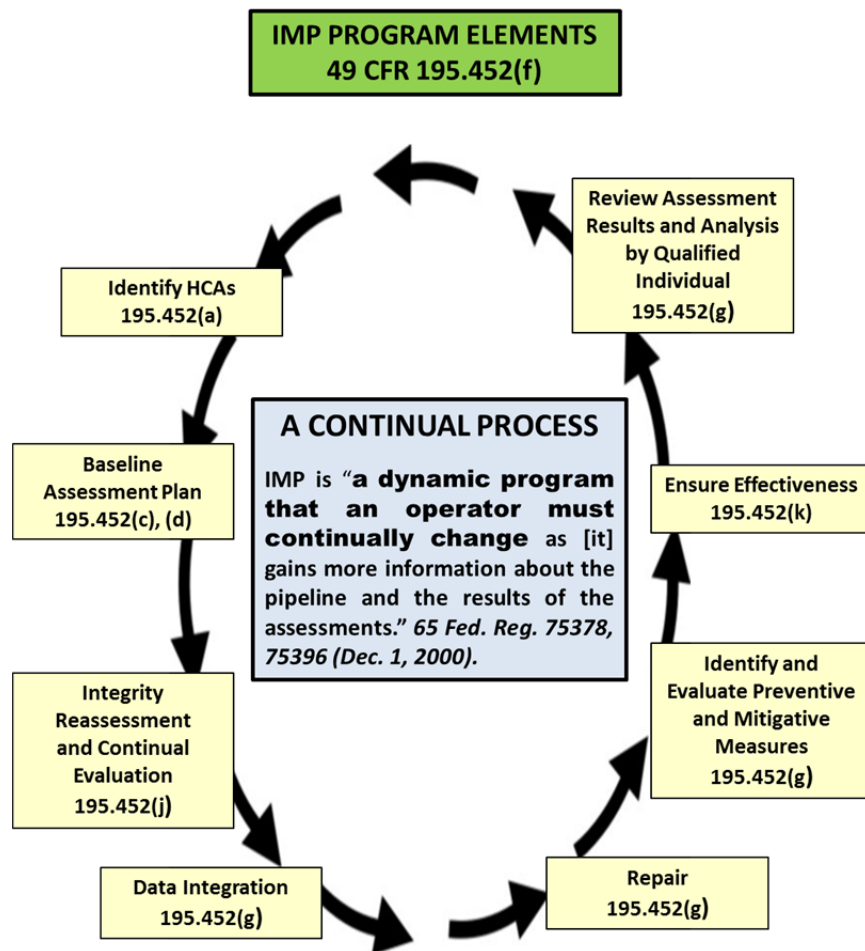 IMP PROGRAM ELEMENTS
49 CFR 195.452(f)
Review Assessment
Results and Analysis
by Qualified
Individual
195.452(g)
Identify HCAs
195.452(a)
A CONTINUAL PROCESS
IMP is “a dynamic program
that an operator must
continually change as [it]
gains more information about the
pipeline and the results of the
assessments.” 65 Fed. Reg. 75378,
75396 (Dec. 1, 2000).
Baseline
Assessment Plan
195.452(c), (d)
Ensure Effectiveness
195.452(k)
Integrity
Reassessment
and Continual
Evaluation
195.452(j)
Identify and
Evaluate Preventive
and Mitigative
Measures
195.452(g)
Data Integration
195.452(g)
Repair
195.452(g)